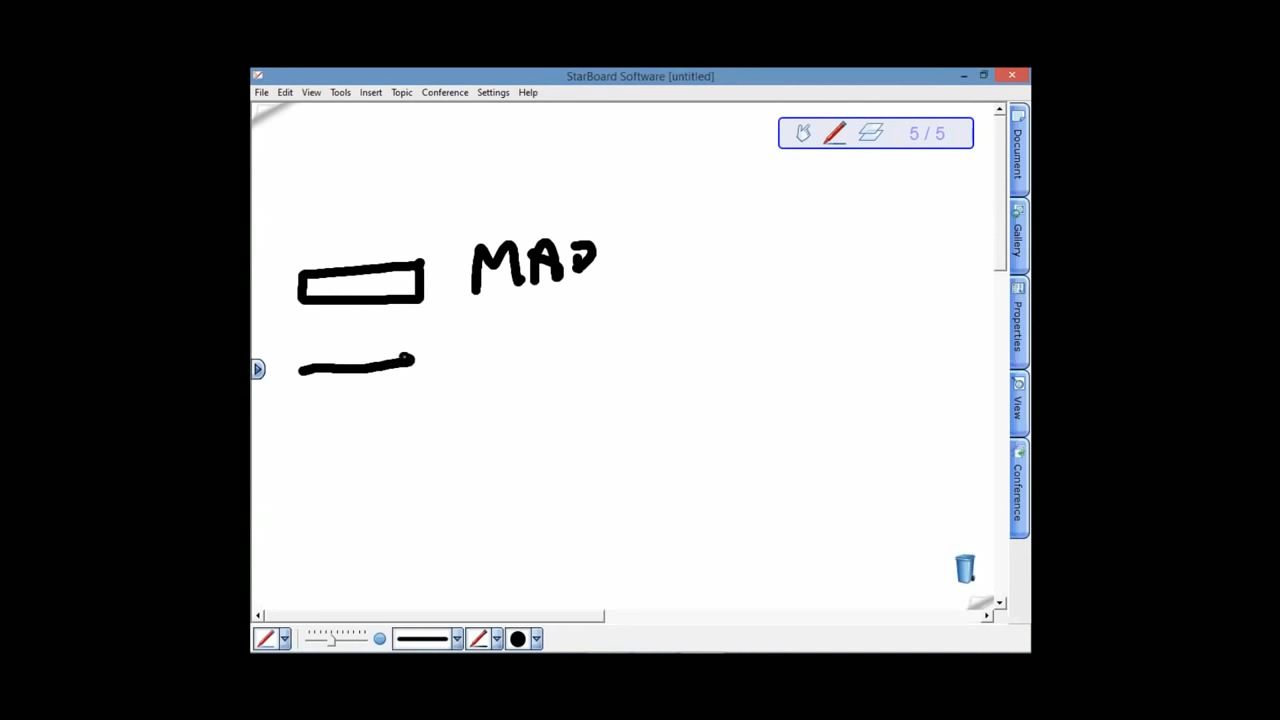 StarBoard Software [untitled]
File Edit View Tools Insert Topic Conference Settings Help
5 / 5
Document
Gallery
Properties
View
Conference